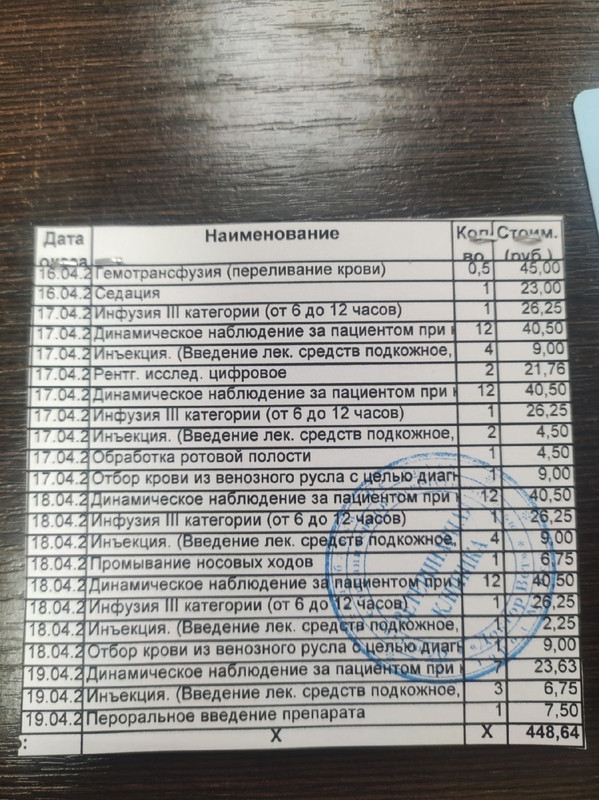 Дата Наименование Кол. Стоим.
во (руб.)
16.04.2 Гемотрансфузия (переливание крови) 0,5 45,00
16.04.2 Седация 1 23,00
17.04.2 Инфузия III категории (от 6 до 12 часов) 1 26,25
17.04.2 Динамическое наблюдение за пациентом при 12 40,50
17.04.2 Инъекция. (Введение лек. средств подкожное, 4 9,00
17.04.2 Рентг. исслед. цифровое 2 21,76
17.04.2 Динамическое наблюдение за пациентом при 12 40,50
17.04.2 Инфузия III категории (от 6 до 12 часов) 1 26,25
17.04.2 Инъекция. (Введение лек. средств подкожное, 2 4,50
17.04.2 Обработка ротовой полости 1 4,50
17.04.2 Отбор крови из венозного русла с целью диагн 1 9,00
18.04.2 Динамическое наблюдение за пациентом при 12 40,50
18.04.2 Инфузия III категории (от 6 до 12 часов) 1 26,25
18.04.2 Инъекция. (Введение лек. средств подкожное, 4 9,00
18.04.2 Промывание носовых ходов 1 6,75
18.04.2 Динамическое наблюдение за пациентом при 12 40,50
18.04.2 Инфузия III категории (от 6 до 12 часов) 1 26,25
18.04.2 Инъекция. (Введение лек. средств подкожное, 1 2,25
18.04.2 Отбор крови из венозного русла с целью диагн 1 9,00
19.04.2 Динамическое наблюдение за пациентом при 7 23,63
19.04.2 Инъекция. (Введение лек. средств подкожное, 3 6,75
19.04.2 Пероральное введение препарата 1 7,50
: X X 448,64
КЛИНИКА